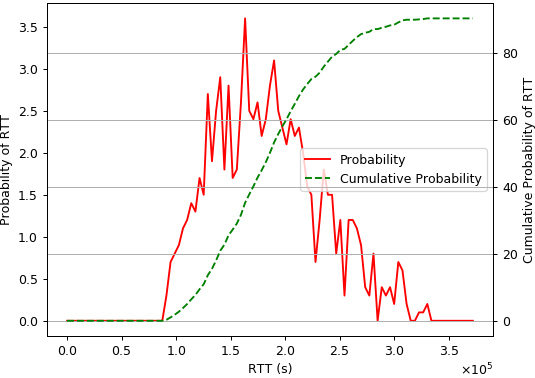 3.5
3.0
2.5
2.0
1.5
1.0
0.5
0.0
Probability of RTT
80
60
40
20
0
Cumulative Probability of RTT
Probability
Cumulative Probability
0.0 0.5 1.0 1.5 2.0 2.5 3.0 3.5
×10⁵
RTT (s)